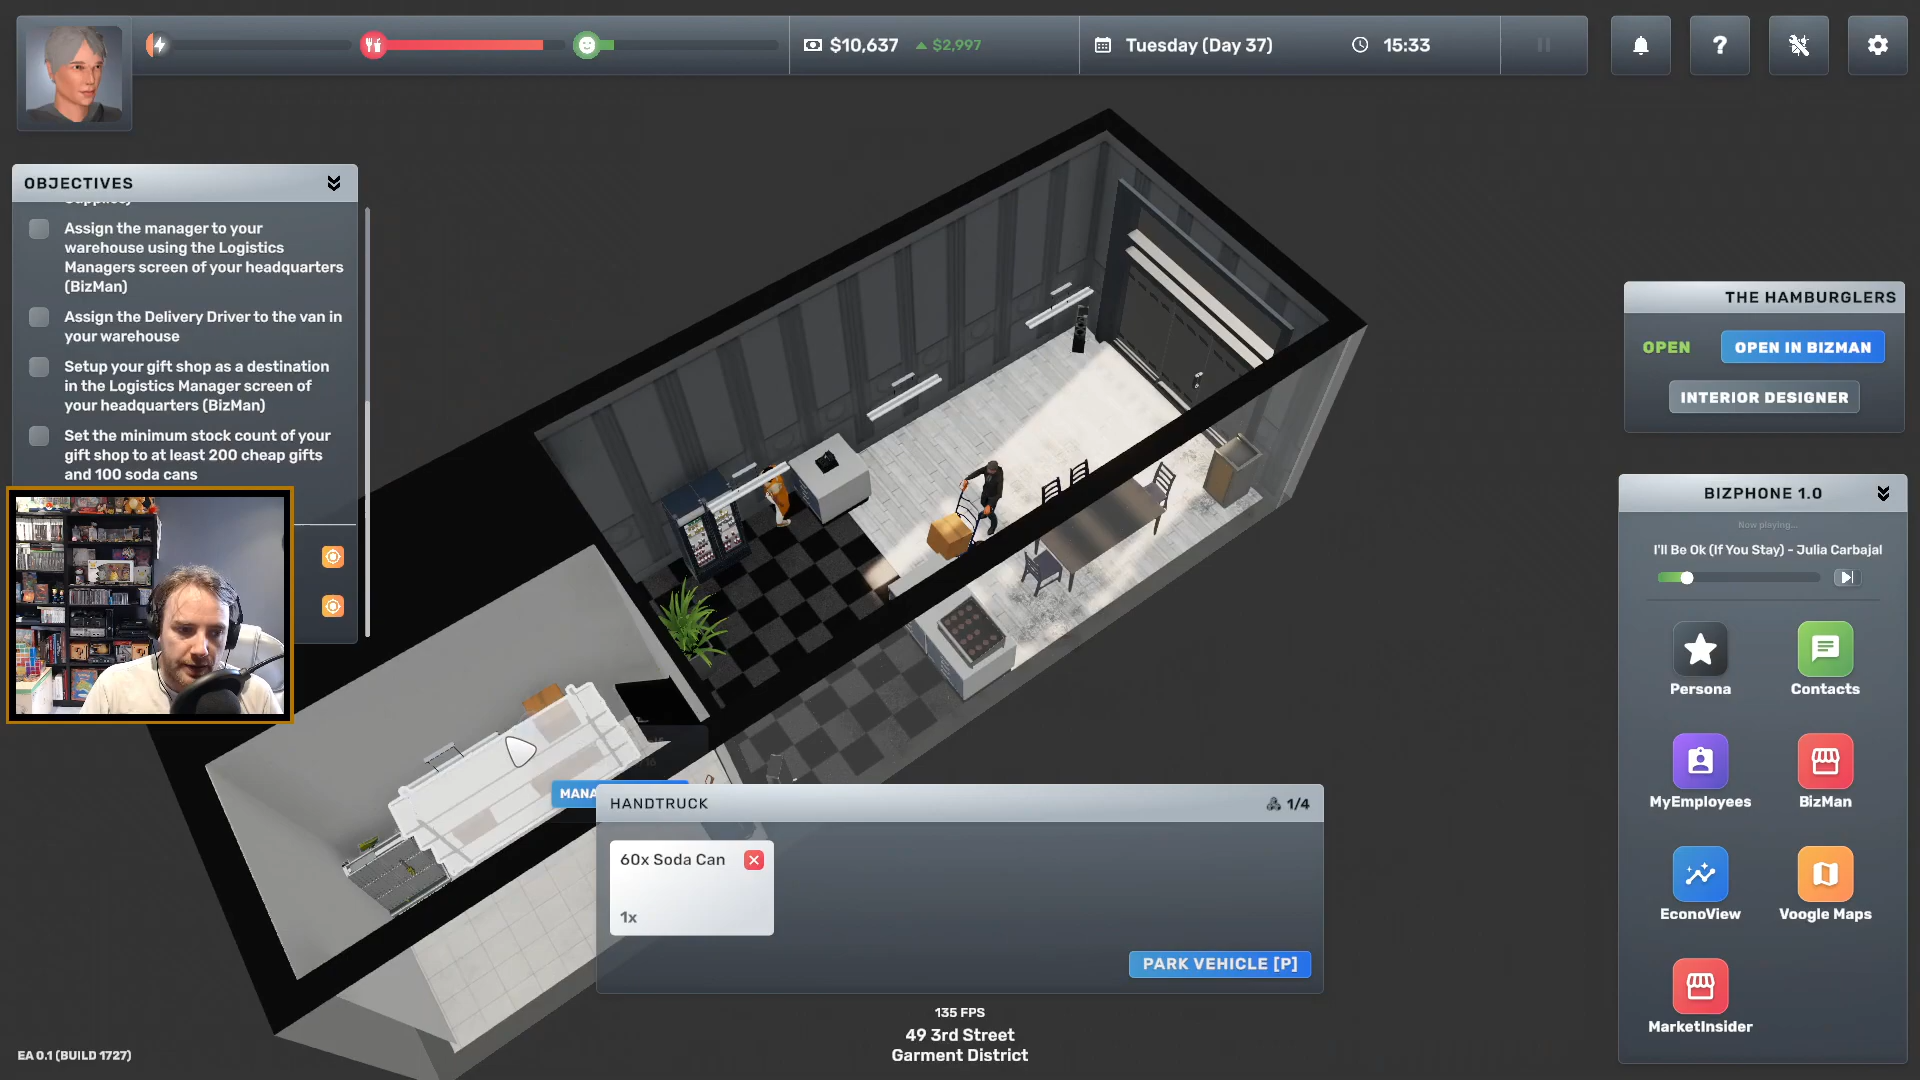 $10,637
$2,997
Tuesday (Day 37)
15:33
?
OBJECTIVES
Assign the manager to your
warehouse using the Logistics
Managers screen of your headquarters
(BizMan)
Assign the Delivery Driver to the van in
your warehouse
Setup your gift shop as a destination
in the Logistics Manager screen of
your headquarters (BizMan)
Set the minimum stock count of your
gift shop to at least 200 cheap gifts
and 100 soda cans
THE HAMBURGLERS
OPEN
OPEN IN BIZMAN
INTERIOR DESIGNER
BIZPHONE 1.0
Now playing...
I'll Be Ok (If You Stay) - Julia Carbajal
Persona
Contacts
MyEmployees
BizMan
EconoView
Voogle Maps
MarketInsider
MANA
HANDTRUCK
1/4
60x Soda Can
1x
PARK VEHICLE [P]
135 FPS
49 3rd Street
Garment District
EA 0.1 (BUILD 1727)